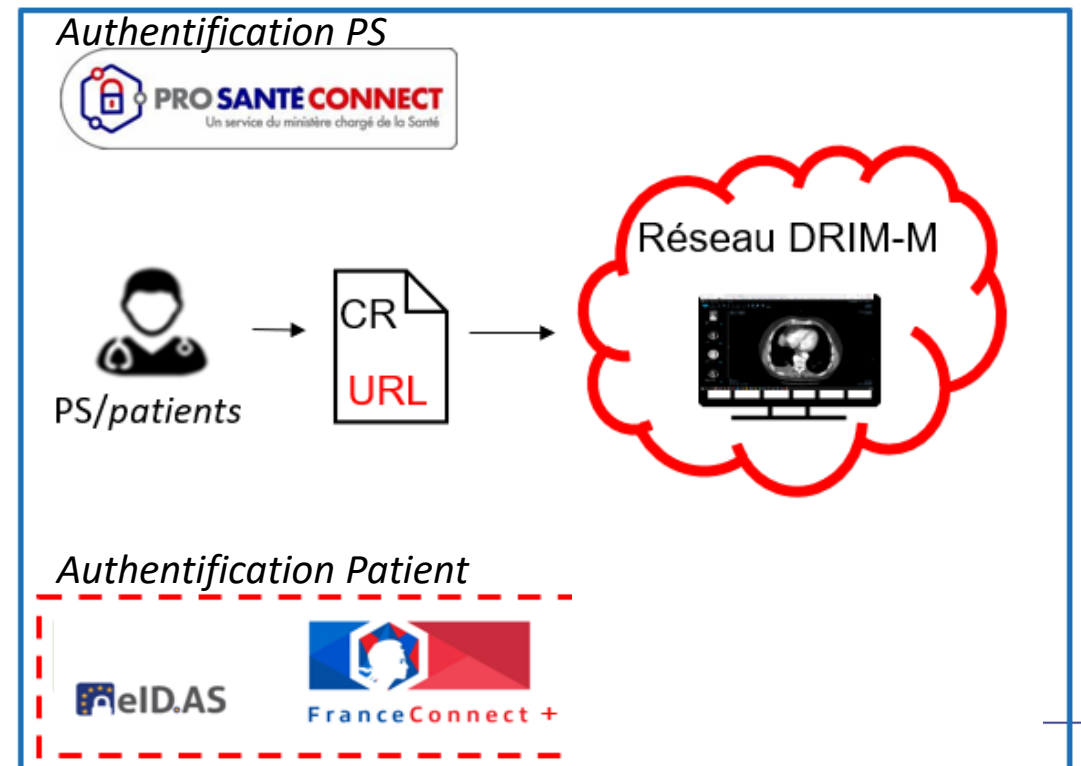 Authentification PS
PRO SANTÉ CONNECT
Un service du ministère chargé de la Santé
Réseau DRIM-M
CR
URL
PS/patients
Authentification Patient
eID.AS
FranceConnect +